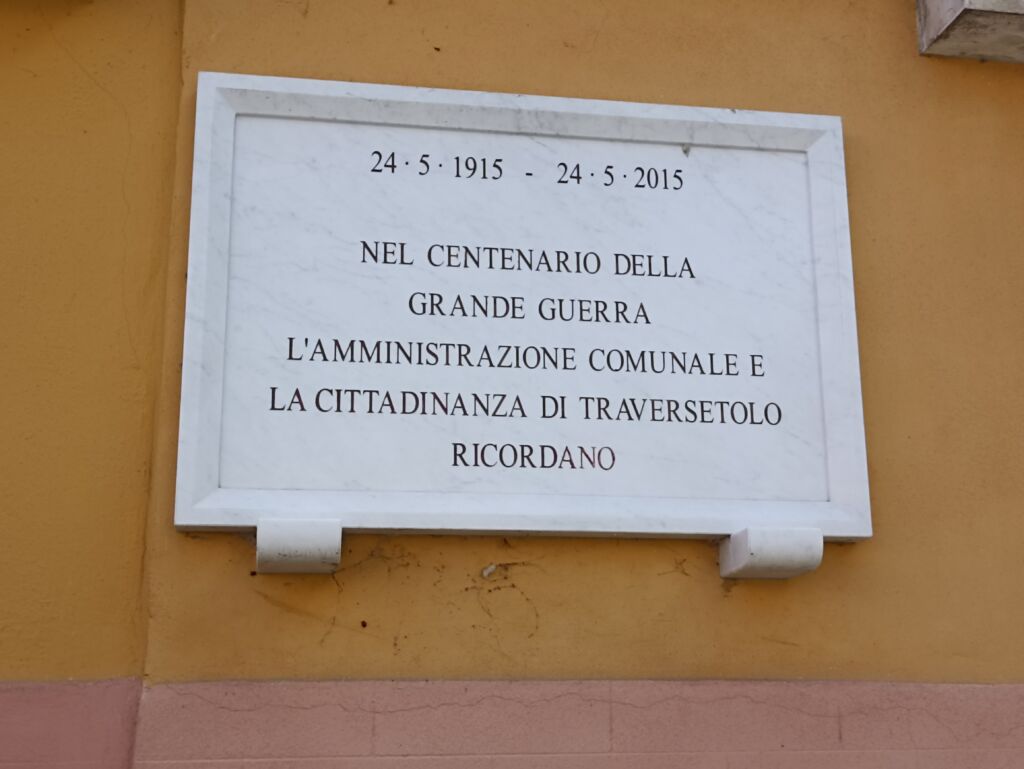 24·5·1915 - 24·5·2015
NEL CENTENARIO DELLA
GRANDE GUERRA
L'AMMINISTRAZIONE COMUNALE E
LA CITTADINANZA DI TRAVERSETOLO
RICORDANO